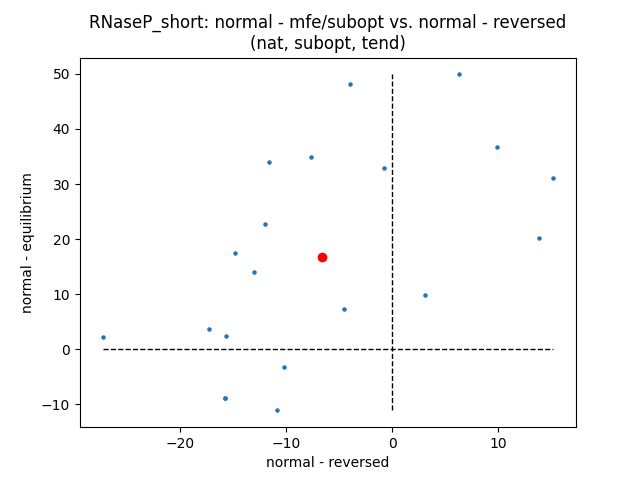 RNaseP_short: normal - mfe/subopt vs. normal - reversed
(nat, subopt, tend)
50
40
30
20
10
0
−10
normal - equilibrium
−20
−10
0
10
normal - reversed